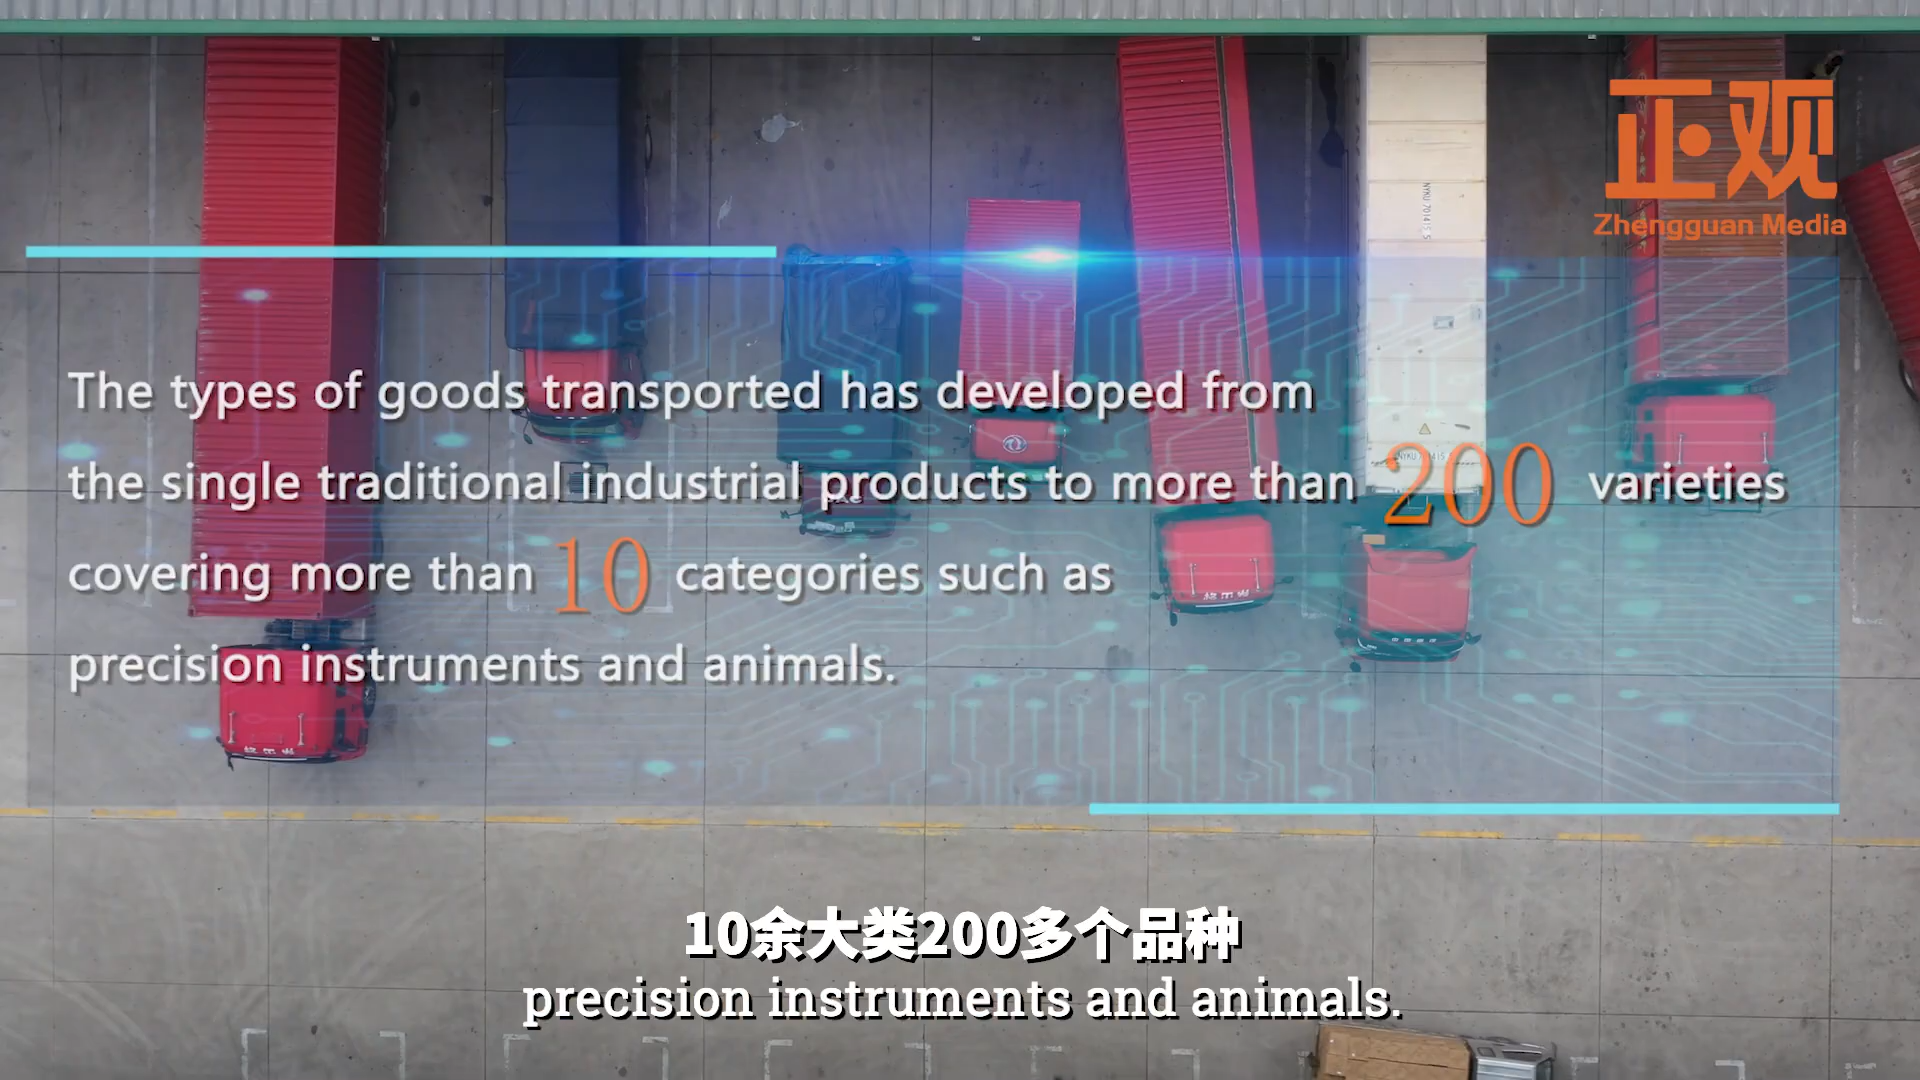 正观
Zhengguan Media
The types of goods transported has developed from
the single traditional industrial products to more than 200 varieties
covering more than 10 categories such as
precision instruments and animals.
10余大类200多个品种
precision instruments and animals.